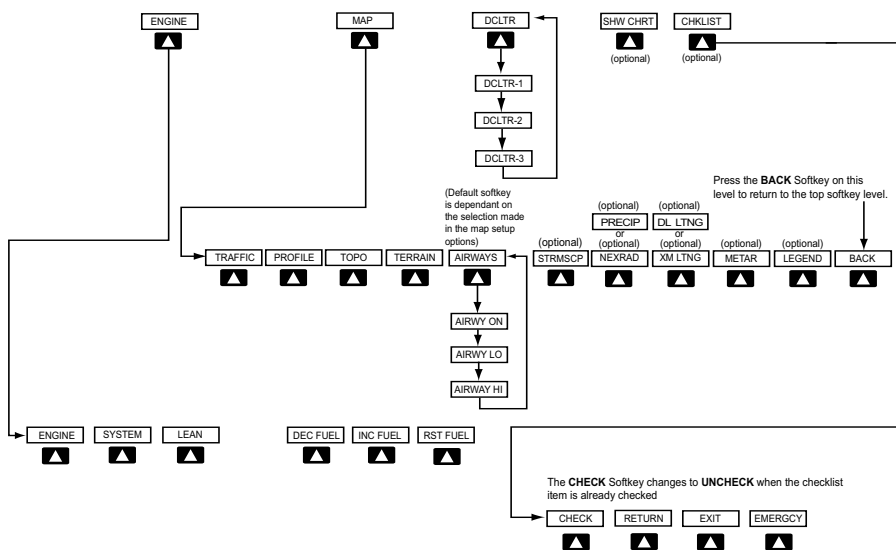 ENGINE
MAP
DCLTR
SHW CHRT
CHKLIST
(optional)
(optional)
DCLTR-1
DCLTR-2
DCLTR-3
(Default softkey
is dependant on
the selection made
in the map setup
options)
Press the BACK Softkey on this
level to return to the top softkey level.
(optional)
(optional)
PRECIP
DL LTNG
or
or
(optional)
(optional)
(optional)
(optional)
(optional)
TRAFFIC
PROFILE
TOPO
TERRAIN
AIRWAYS
STRMSCP
NEXRAD
XM LTNG
METAR
LEGEND
BACK
AIRWY ON
AIRWY LO
AIRWAY HI
ENGINE
SYSTEM
LEAN
DEC FUEL
INC FUEL
RST FUEL
The CHECK Softkey changes to UNCHECK when the checklist
item is already checked
CHECK
RETURN
EXIT
EMERGCY